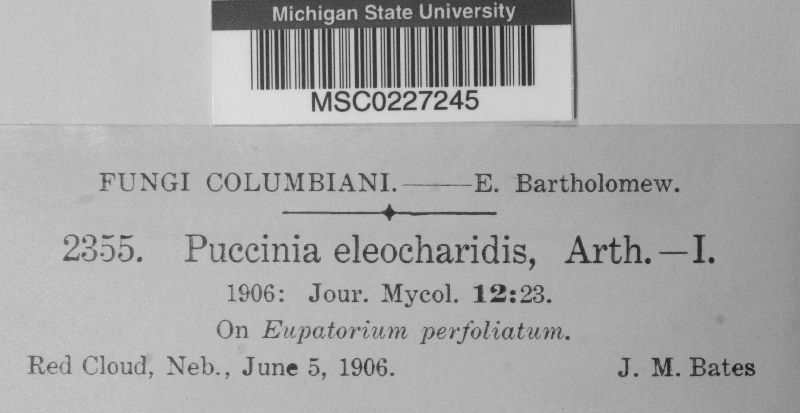 Michigan State University
MSC0227245
FUNGI COLUMBIANI.——E. Bartholomew.
2355. Puccinia eleocharidis, Arth.—I.
1906: Jour. Mycol. 12:23.
On Eupatorium perfoliatum.
Red Cloud, Neb., June 5, 1906. J. M. Bates